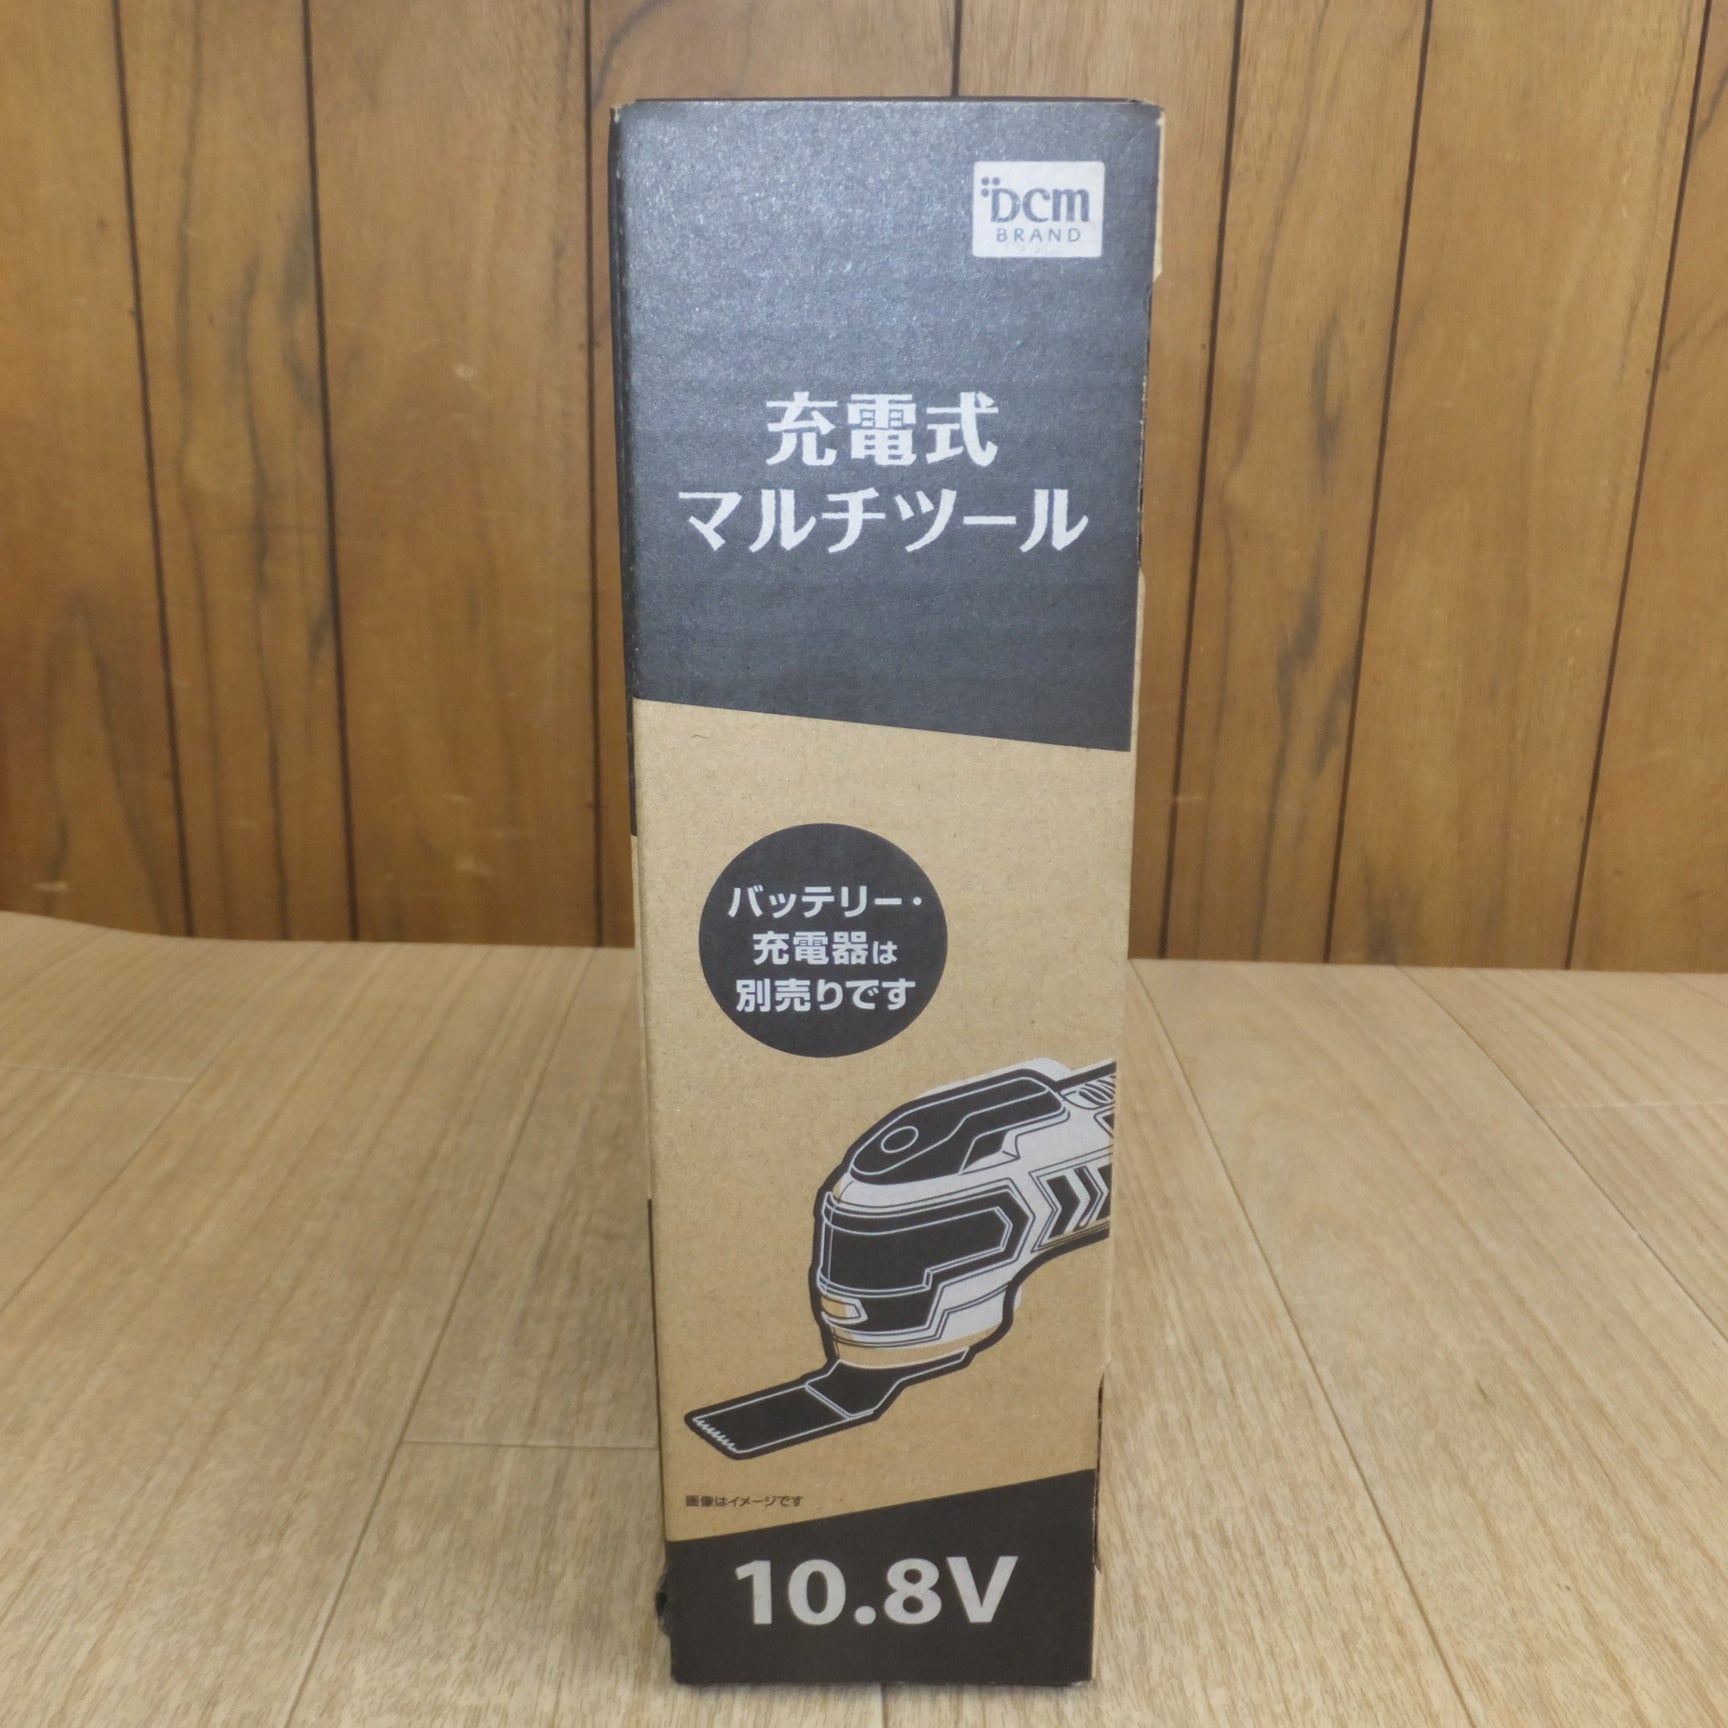 DCM
BRAND
充電式
マルチツール
バッテリー・
充電器は
別売りです
画像はイメージです
10.8V